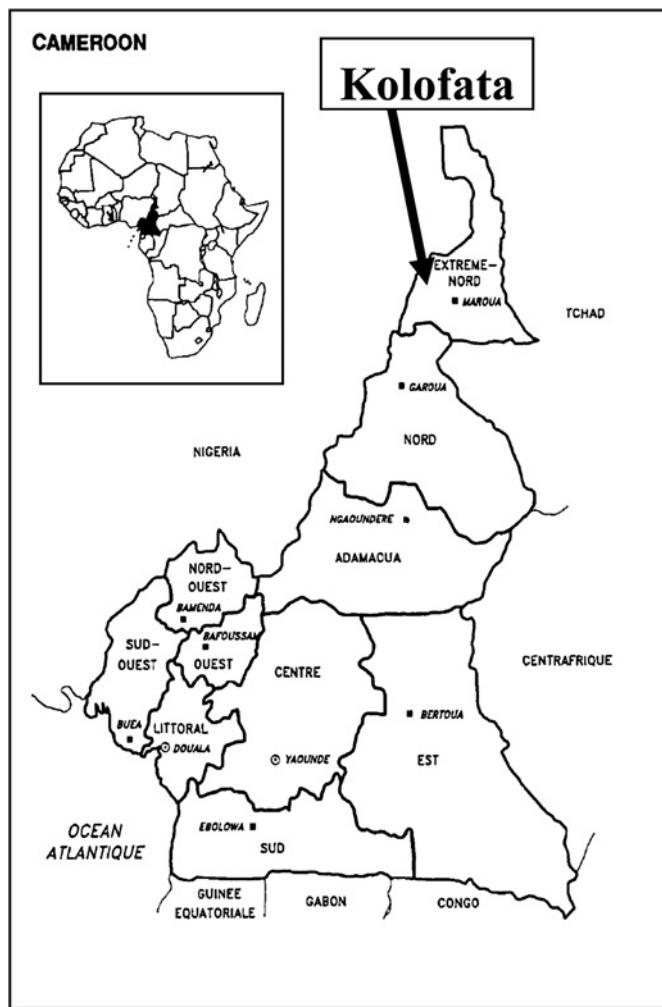 CAMEROON
Kolofata
EXTREME-
NORD
MAROUA
TCHAD
GAROUA
NORD
NIGERIA
NGAOUNDERE
ADAMACUA
NORD-
OUEST
BAMENDA
BAFOUSSAM
SUD-
OUEST
OUEST
CENTRE
CENTRAFRIQUE
BUEA
LITTORAL
DOUALA
BERTOUA
YAOUNDE
EST
OCEAN
ATLANTIQUE
EBOLOWA
SUD
GUINEE
EQUATORIALE
GABON
CONGO